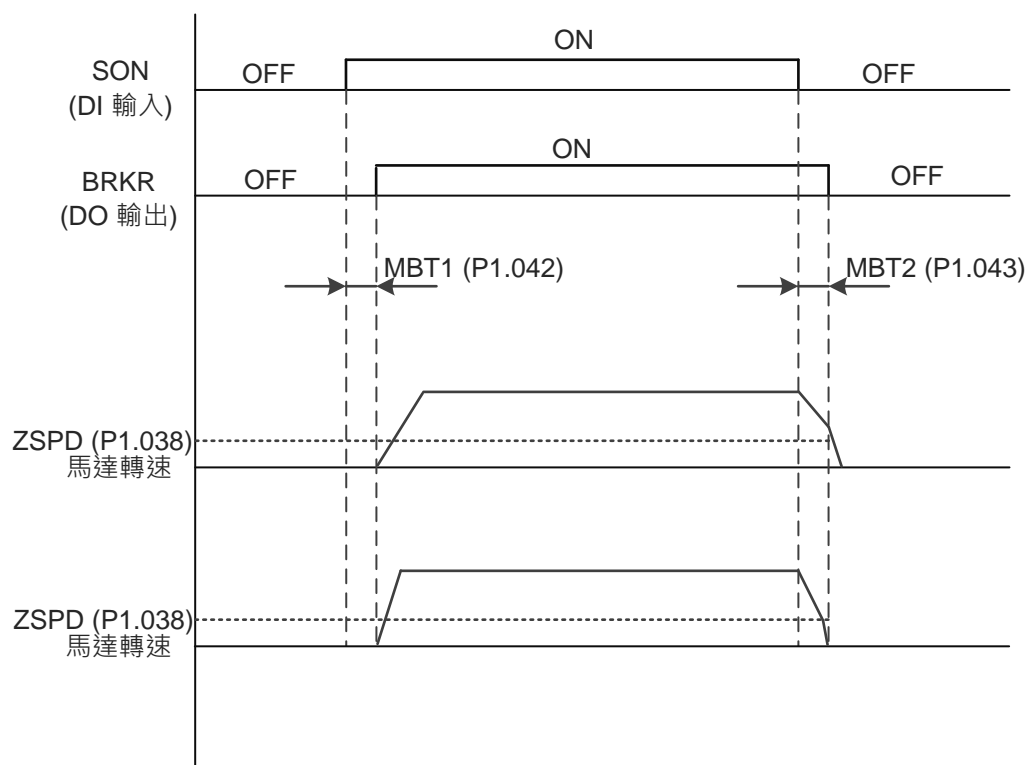 ON
SON
OFF
OFF
(DI 輸入)
ON
BRKR
OFF
OFF
(DO 輸出)
MBT1 (P1.042)
MBT2 (P1.043)
ZSPD (P1.038)
馬達轉速
ZSPD (P1.038)
馬達轉速